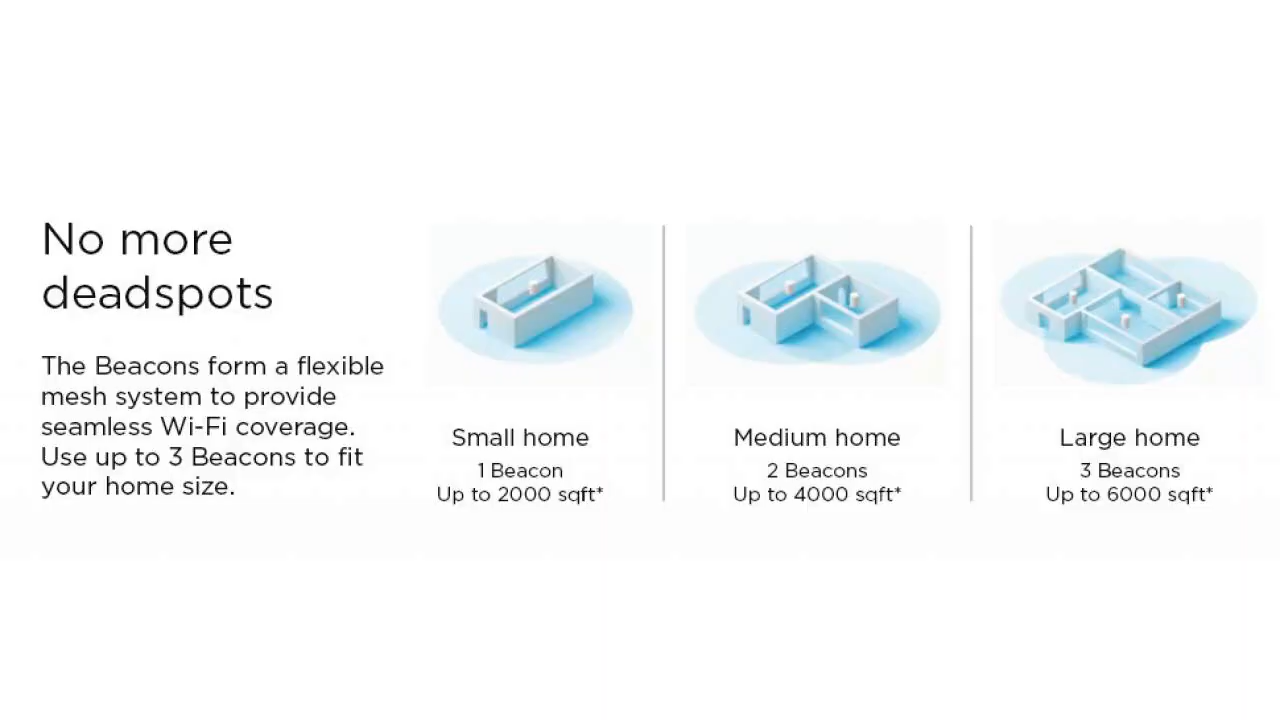 No more
deadspots
The Beacons form a flexible
mesh system to provide
seamless Wi-Fi coverage.
Use up to 3 Beacons to fit
your home size.
Small home
1 Beacon
Up to 2000 sqft*
Medium home
2 Beacons
Up to 4000 sqft*
Large home
3 Beacons
Up to 6000 sqft*